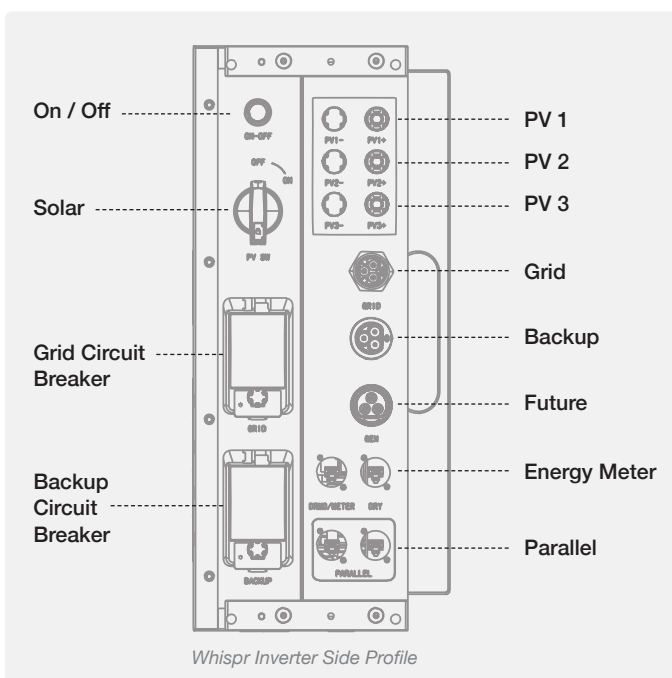 On / Off
Solar
Grid Circuit
Breaker
Backup
Circuit
Breaker
ON-OFF
OFF
ON
PV SW
GRID
BACKUP
PV1- PV1+
PV2- PV2+
PV3- PV3+
GRID
GEN
DRMS/METER DRY
PARALLEL
PV 1
PV 2
PV 3
Grid
Backup
Future
Energy Meter
Parallel
Whispr Inverter Side Profile